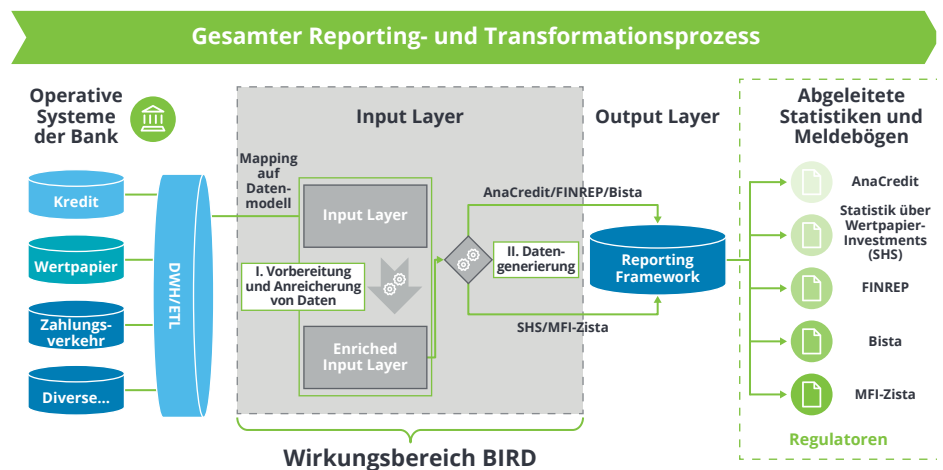 Gesamter Reporting- und Transformationsprozess
Operative
Systeme
der Bank
Kredit
Wertpapier
Zahlungs-
verkehr
Diverse...
DWH/ETL
Input Layer
Mapping
auf
Daten-
modell
Input Layer
I. Vorbereitung
und Anreicherung
von Daten
Enriched
Input Layer
AnaCredit/FINREP/Bista
II. Daten-
generierung
SHS/MFI-Zista
Wirkungsbereich BIRD
Output Layer
Reporting
Framework
Abgeleitete
Statistiken und
Meldebögen
AnaCredit
Statistik über
Wertpapier-
Investments
(SHS)
FINREP
Bista
MFI-Zista
Regulatoren